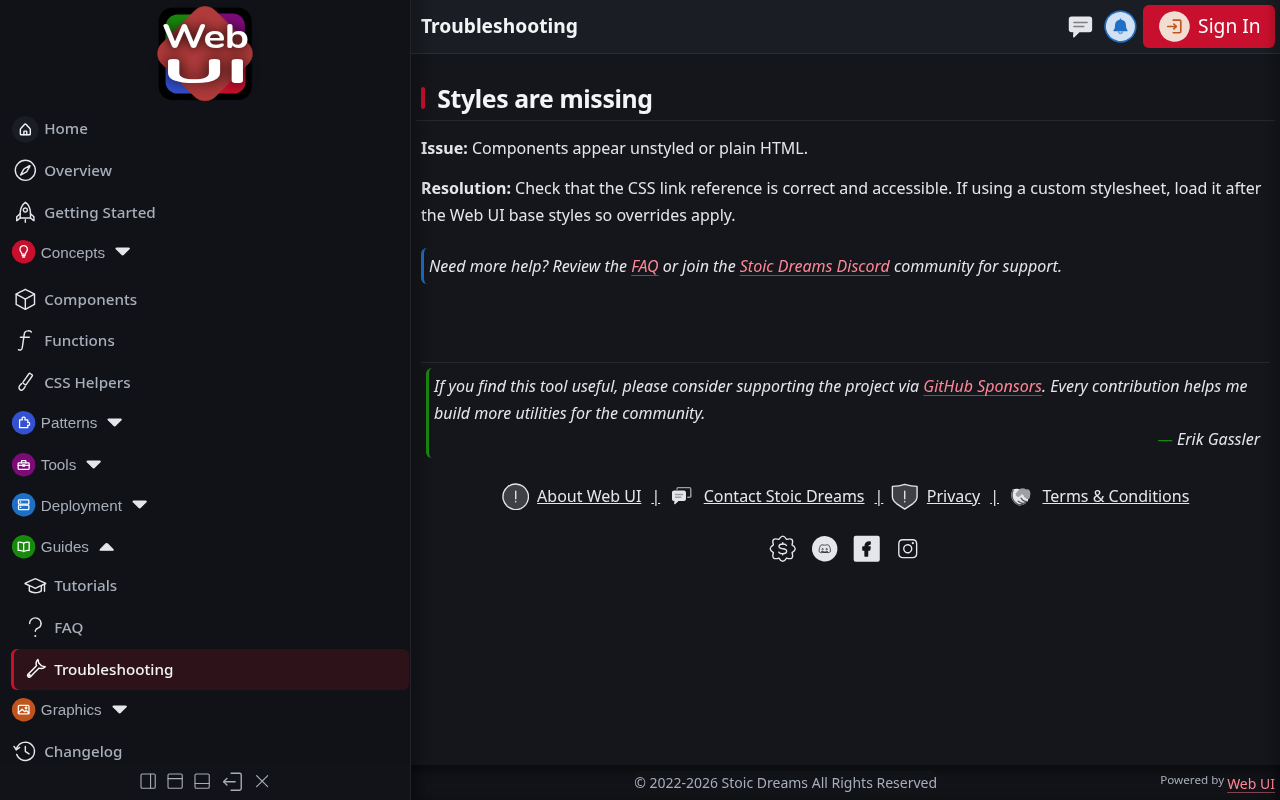 Web
UI
Home
Overview
Getting Started
Concepts
Components
Functions
CSS Helpers
Patterns
Tools
Deployment
Guides
Tutorials
FAQ
Troubleshooting
Graphics
Changelog
Troubleshooting
Sign In
Styles are missing
Issue: Components appear unstyled or plain HTML.
Resolution: Check that the CSS link reference is correct and accessible. If using a custom stylesheet, load it after
the Web UI base styles so overrides apply.
Need more help? Review the FAQ or join the Stoic Dreams Discord community for support.
If you find this tool useful, please consider supporting the project via GitHub Sponsors. Every contribution helps me
build more utilities for the community.
— Erik Gassler
About Web UI | Contact Stoic Dreams | Privacy | Terms & Conditions
© 2022-2026 Stoic Dreams All Rights Reserved
Powered by Web UI